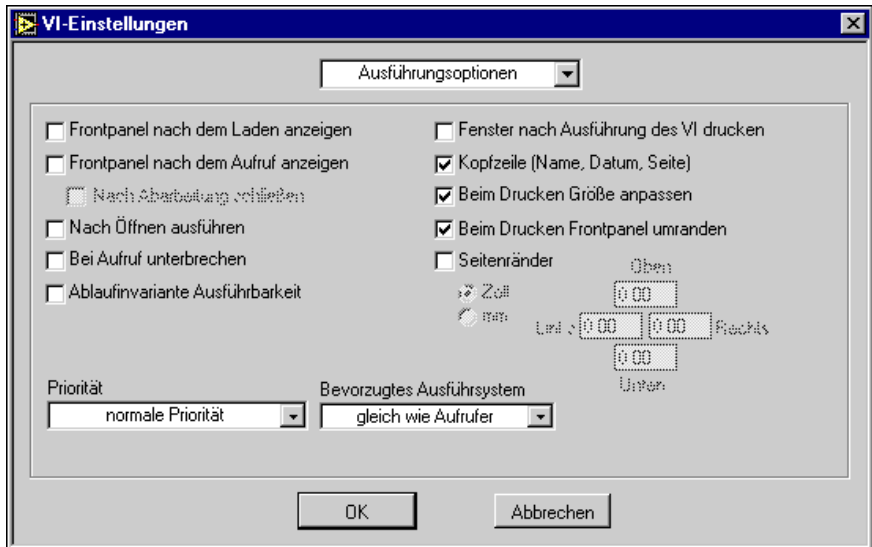 VI-Einstellungen
Ausführungsoptionen
Frontpanel nach dem Laden anzeigen
Frontpanel nach dem Aufruf anzeigen
Nach Abarbeitung schließen
Nach Öffnen ausführen
Bei Aufruf unterbrechen
Ablaufinvariante Ausführbarkeit
Fenster nach Ausführung des VI drucken
Kopfzeile (Name, Datum, Seite)
Beim Drucken Größe anpassen
Beim Drucken Frontpanel umranden
Seitenränder
Zoll
mm
Oben
0.00
Links 0.00 0.00 Rechts
0.00
Unten
Priorität
normale Priorität
Bevorzugtes Ausführsystem
gleich wie Aufrufer
OK
Abbrechen